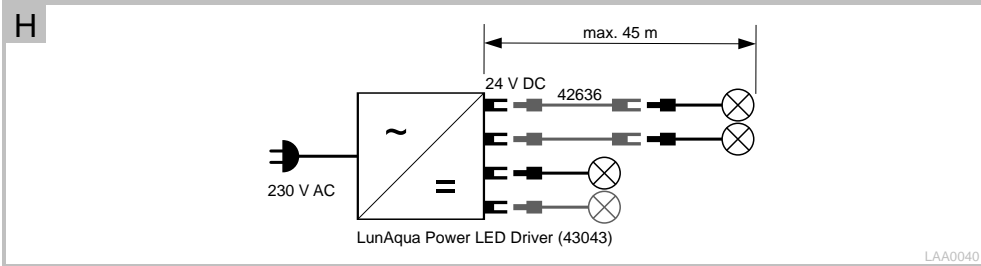 H
max. 45 m
24 V DC
42636
~
=
230 V AC
LunAqua Power LED Driver (43043)
LAA0040